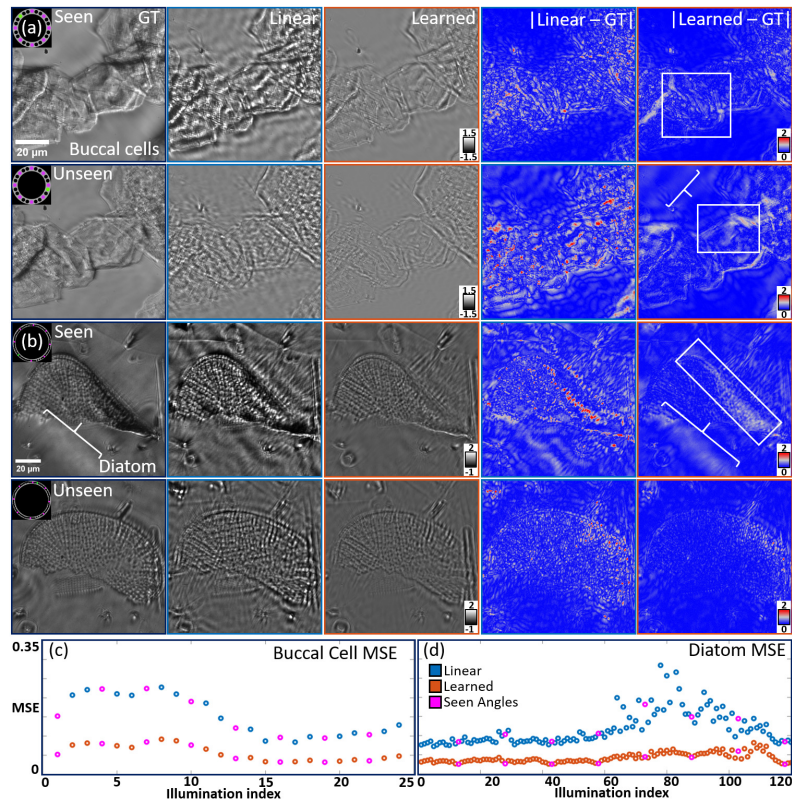 (a) Seen GT Linear Learned |Linear – GT| |Learned – GT|
20 µm Buccal cells 1.5 -1.5 2 0
Unseen
1.5 -1.5 2 0
(b) Seen
20 µm Diatom 2 -1 2 0
Unseen
2 -1 2 0
0.35 (c) Buccal Cell MSE (d) Diatom MSE
Linear
Learned
Seen Angles
MSE
0
0 5 10 15 20 25 0 20 40 60 80 100 120
Illumination index Illumination index